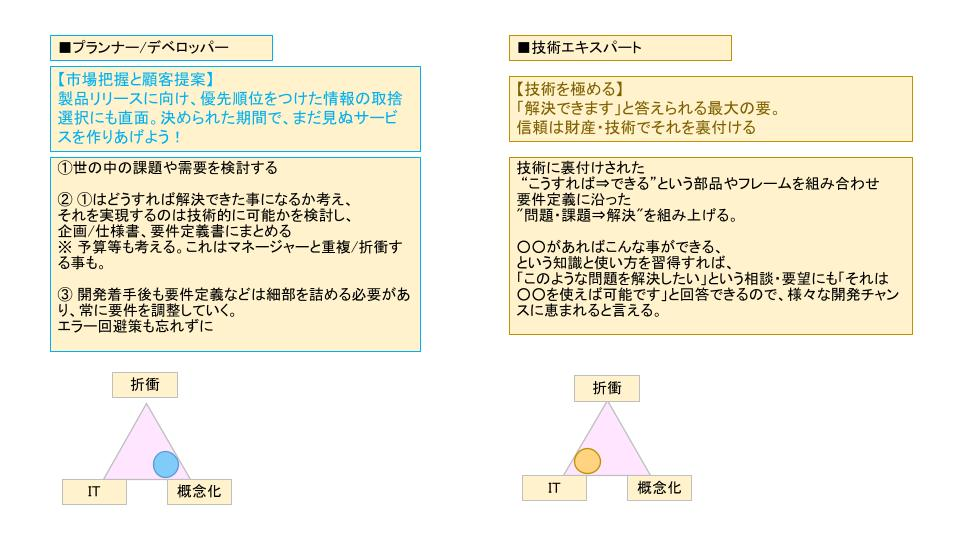 ■プランナー/デベロッパー
【市場把握と顧客提案】
製品リリースに向け、優先順位をつけた情報の取捨
選択にも直面。決められた期間で、まだ見ぬサービ
スを作りあげよう！
①世の中の課題や需要を検討する
② ①はどうすれば解決できた事になるか考え、
それを実現するのは技術的に可能かを検討し、
企画/仕様書、要件定義書にまとめる
※ 予算等も考える。これはマネージャーと重複/折衝す
る事も。
③ 開発着手後も要件定義などは細部を詰める必要があ
り、常に要件を調整していく。
エラー回避策も忘れずに
折衝
IT
概念化
■技術エキスパート
【技術を極める】
「解決できます」と答えられる最大の要。
信頼は財産・技術でそれを裏付ける
技術に裏付けされた
“こうすれば⇒できる”という部品やフレームを組み合わせ
要件定義に沿った
"問題・課題⇒解決"を組み上げる。
〇〇があればこんな事ができる、
という知識と使い方を習得すれば、
「このような問題を解決したい」という相談・要望にも「それは
〇〇を使えば可能です」と回答できるので、様々な開発チャン
スに恵まれると言える。
折衝
IT
概念化